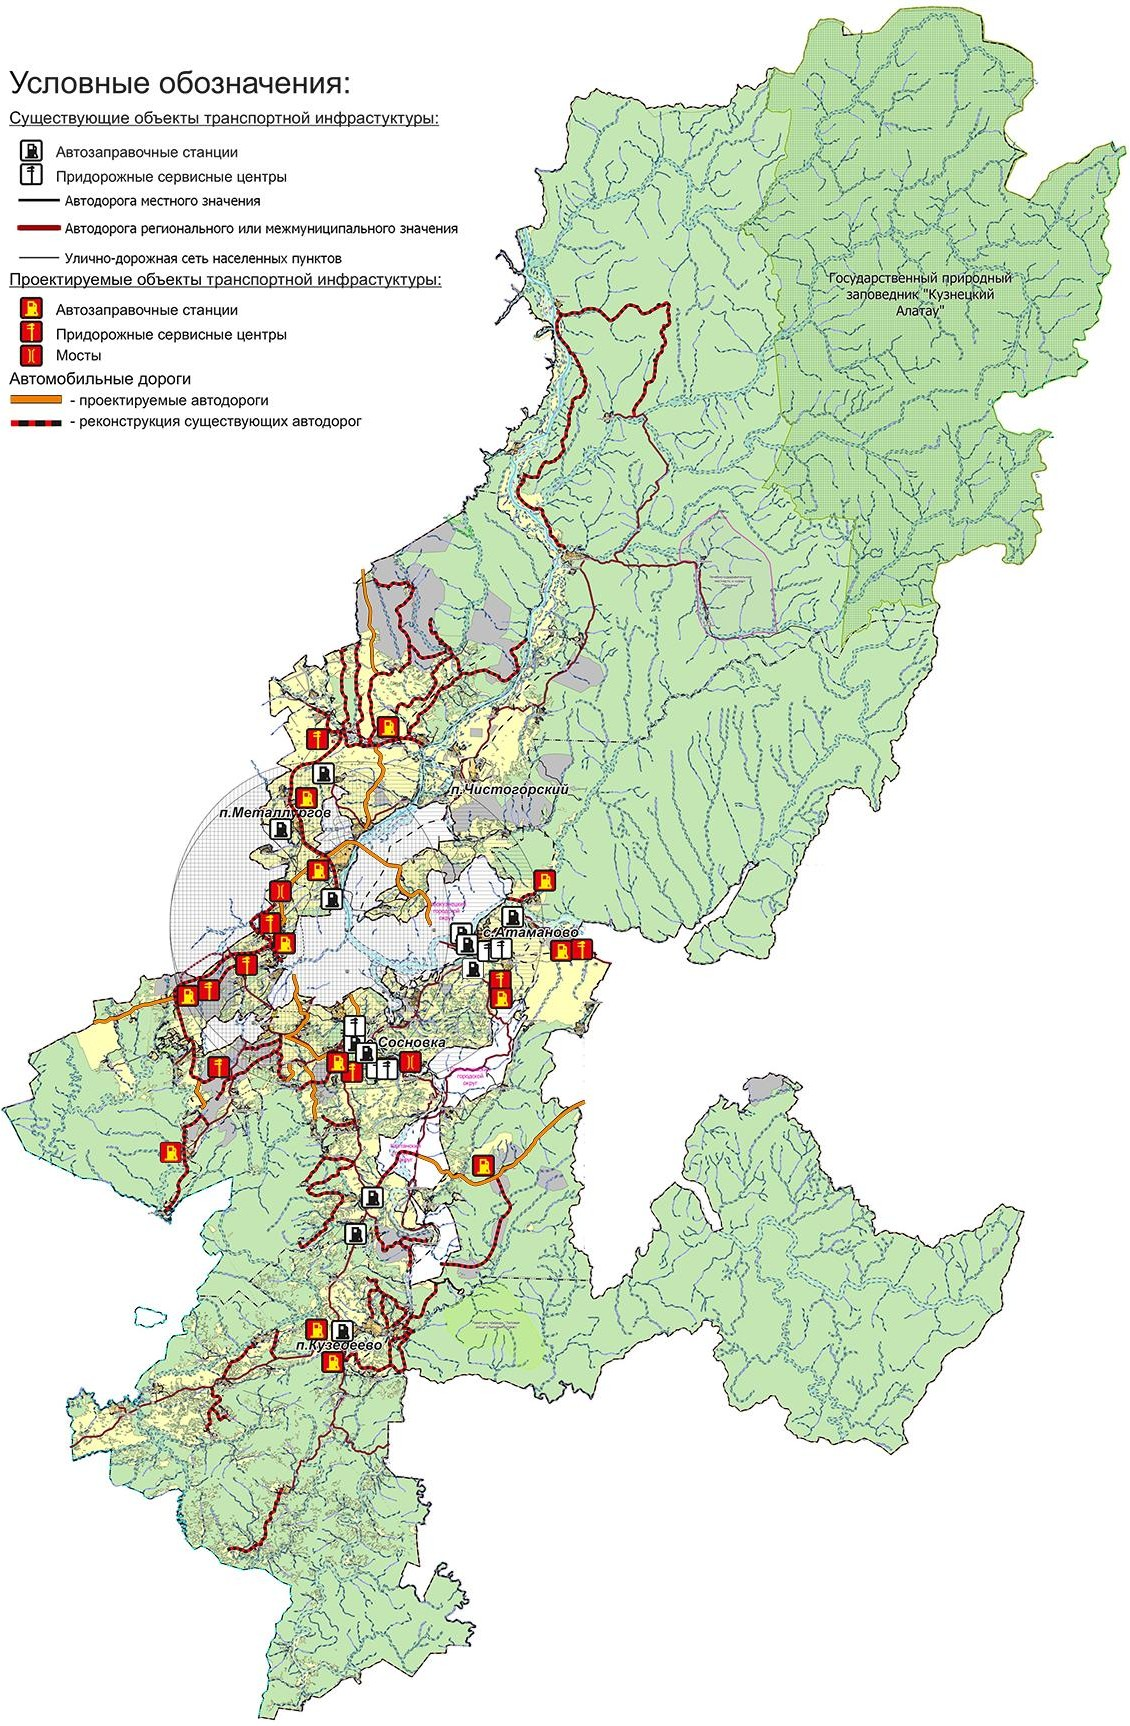 Условные обозначения:
Существующие объекты транспортной инфрастуктуры:
Автозаправочные станции
Придорожные сервисные центры
Автодорога местного значения
Автодорога регионального или межмуниципального значения
Улично-дорожная сеть населенных пунктов
Проектируемые объекты транспортной инфрастуктуры:
Автозаправочные станции
Придорожные сервисные центры
Мосты
Автомобильные дороги
- проектируемые автодороги
- реконструкция существующих автодорог
Государственный природный
заповедник "Кузнецкий
Алатау"
п.Чистогорский
п.Металлургов
с.Атаманово
Сосновка
городской
округ
п.Кузедеево